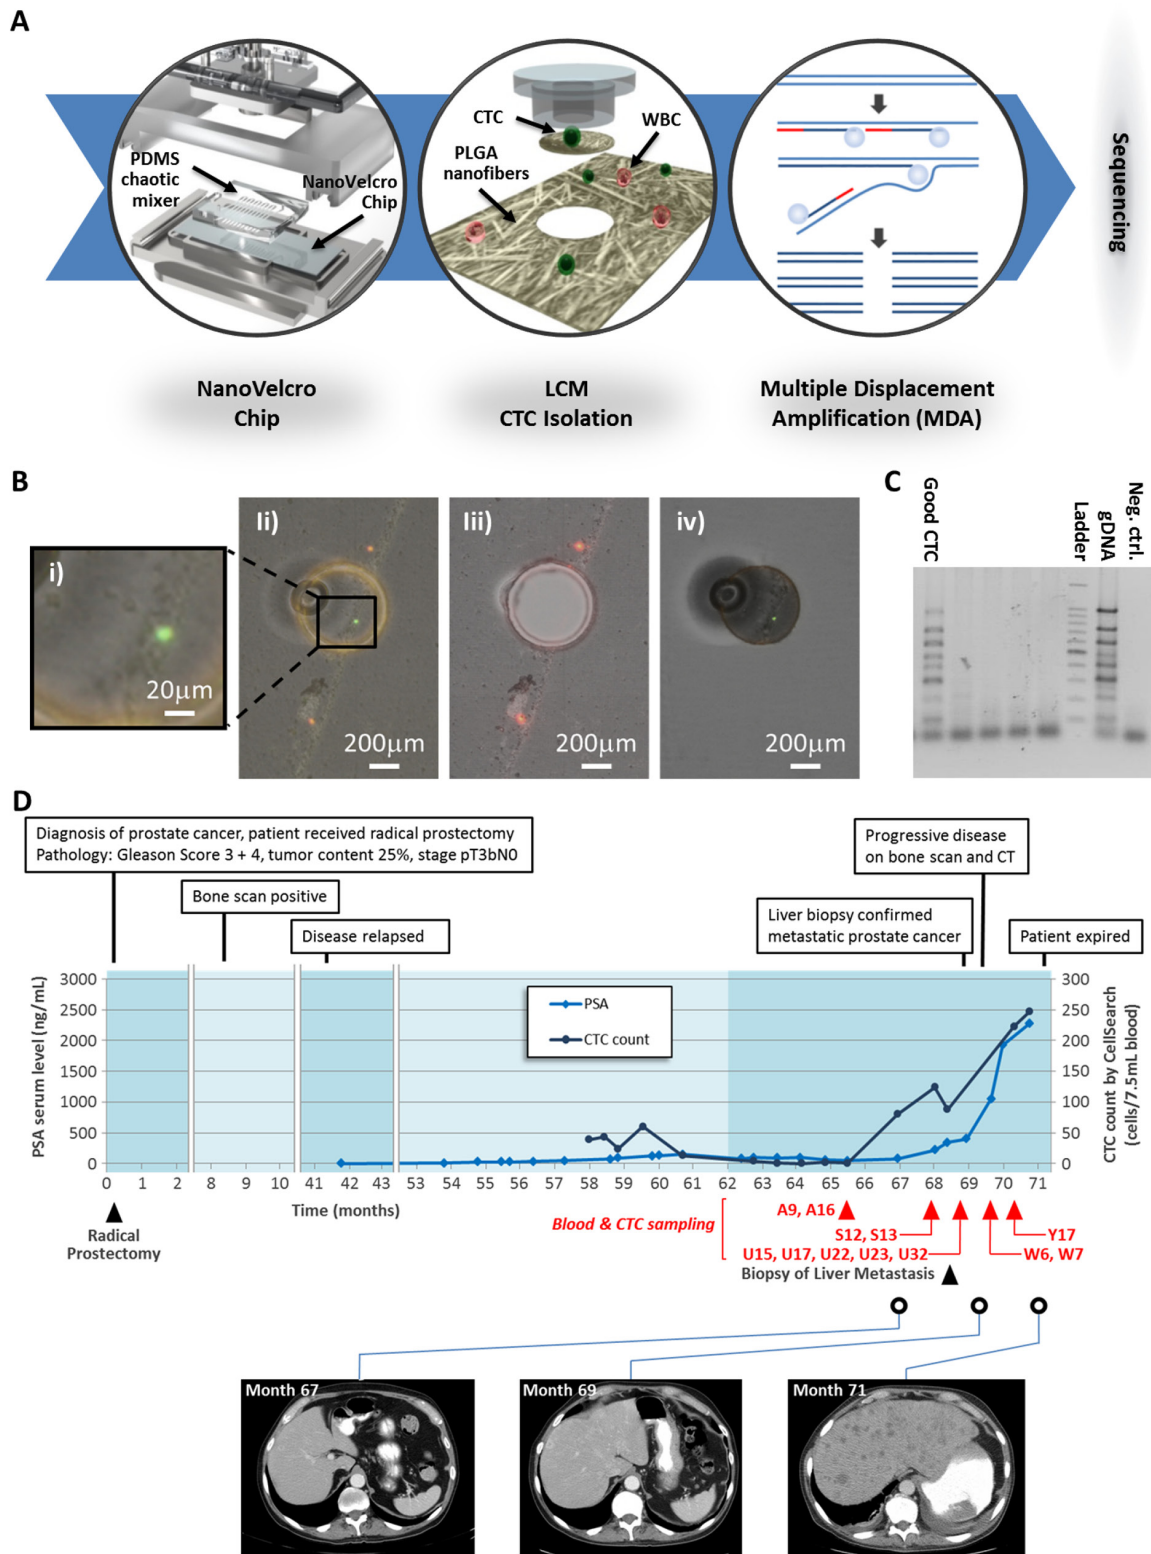 A
PDMS
chaotic
mixer
NanoVelcro
Chip
CTC
WBC
PLGA
nanofibers
Sequencing
NanoVelcro
Chip
LCM
CTC Isolation
Multiple Displacement
Amplification (MDA)
B
i)
20μm
Ii)
200μm
Iii)
200μm
iv)
200μm
C
Good CTC
Ladder
gDNA
Neg. ctrl.
D
Diagnosis of prostate cancer, patient received radical prostectomy
Pathology: Gleason Score 3 + 4, tumor content 25%, stage pT3bN0
Bone scan positive
Disease relapsed
Progressive disease
on bone scan and CT
Liver biopsy confirmed
metastatic prostate cancer
Patient expired
PSA serum level (ng/mL)
3000
2500
2000
1500
1000
500
0
PSA
CTC count
300
250
200
150
100
50
0
CTC count by CellSearch
(cells/7.5mL blood)
0 1 2 8 9 10 41 42 43 53 54 55 56 57 58 59 60 61 62 63 64 65 66 67 68 69 70 71
Time (months)
Radical
Prostectomy
Blood & CTC sampling
A9, A16
S12, S13
Y17
U15, U17, U22, U23, U32
W6, W7
Biopsy of Liver Metastasis
Month 67
Month 69
Month 71